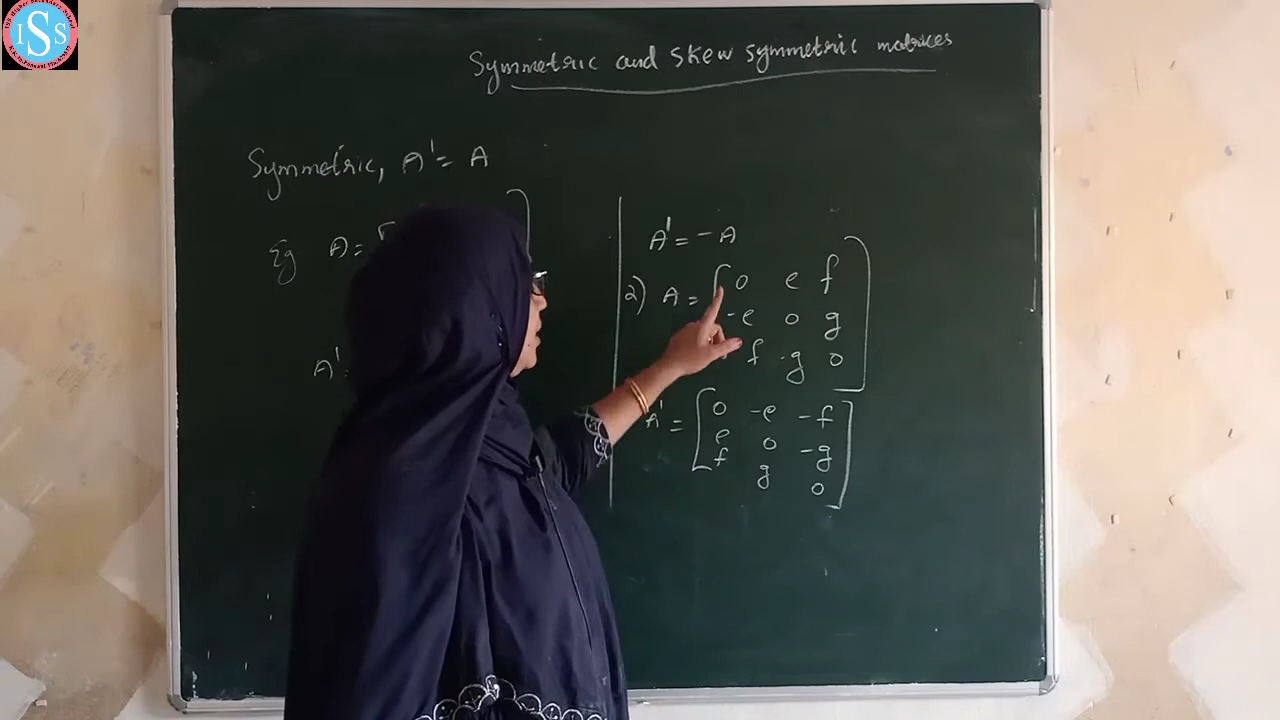 ISS
Symmetric and skew symmetric matrices
Symmetric, A' = A
Eg A = [
A'
A' = -A
2) A = [ 0 e f
-e 0 g
f -g 0 ]
A' = [ 0 -e -f
e 0 -g
f g 0 ]